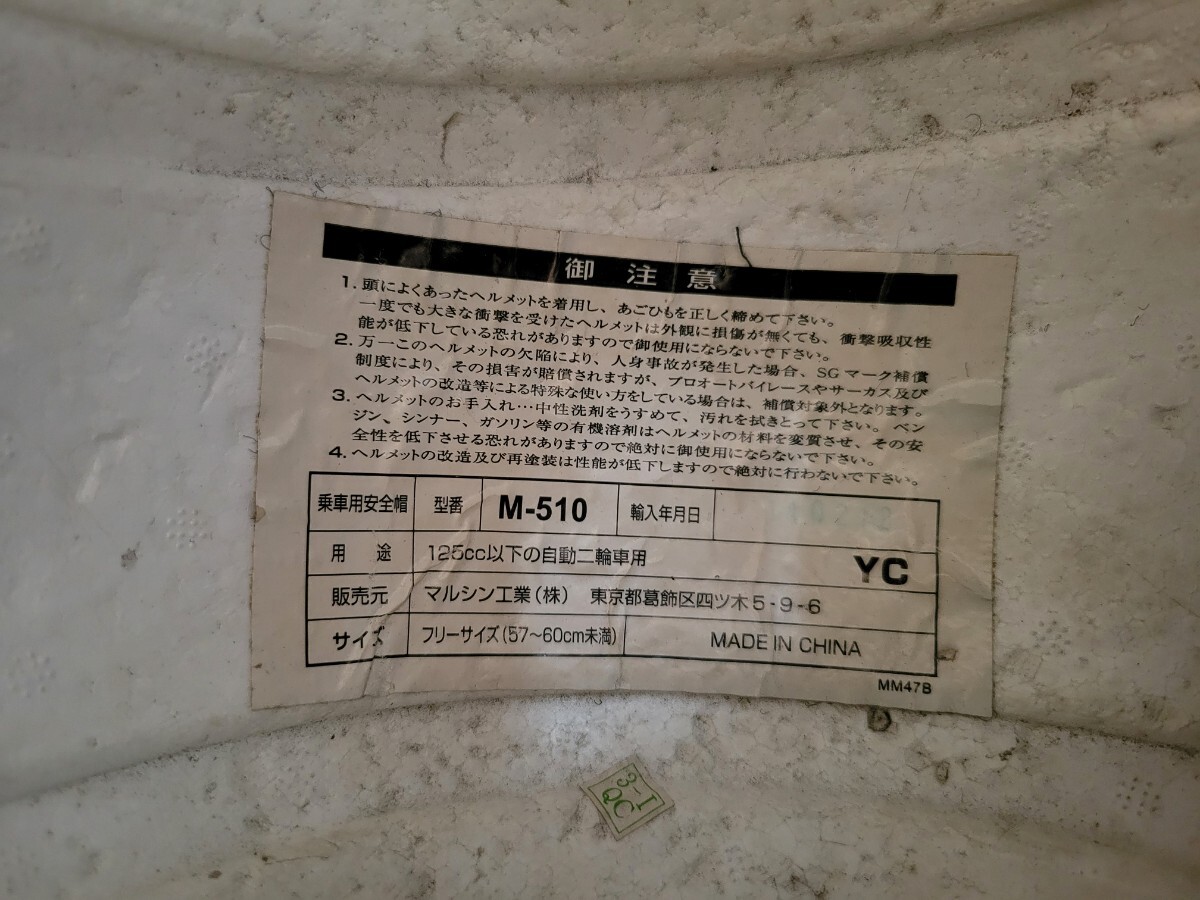 御注意
1. 頭によくあったヘルメットを着用し、あごひもを正しく締めて下さい。
一度でも大きな衝撃を受けたヘルメットは外観に損傷が無くても、衝撃吸収性
能が低下している恐れがありますので御使用にならないで下さい。
2. 万一このヘルメットの欠陥により、人身事故が発生した場合、SGマーク補償
制度により、その損害が賠償されますが、プロオートバイレースやサーカス及び
ヘルメットの改造等による特殊な使い方をしている場合は、補償対象外となります。
3. ヘルメットのお手入れ…中性洗剤をうすめて、汚れを拭きとって下さい。ベン
ジン、シンナー、ガソリン等の有機溶剤はヘルメットの材料を変質させ、その安
全性を低下させる恐れがありますので絶対に御使用にならないで下さい。
4. ヘルメットの改造及び再塗装は性能が低下しますので絶対に行わないで下さい。
乗車用安全帽 型番 M-510 輸入年月日
用途 125cc以下の自動二輪車用 YC
販売元 マルシン工業(株) 東京都葛飾区四ツ木5-9-6
サイズ フリーサイズ(57〜60cm未満) MADE IN CHINA
MM47B
3-I
QC